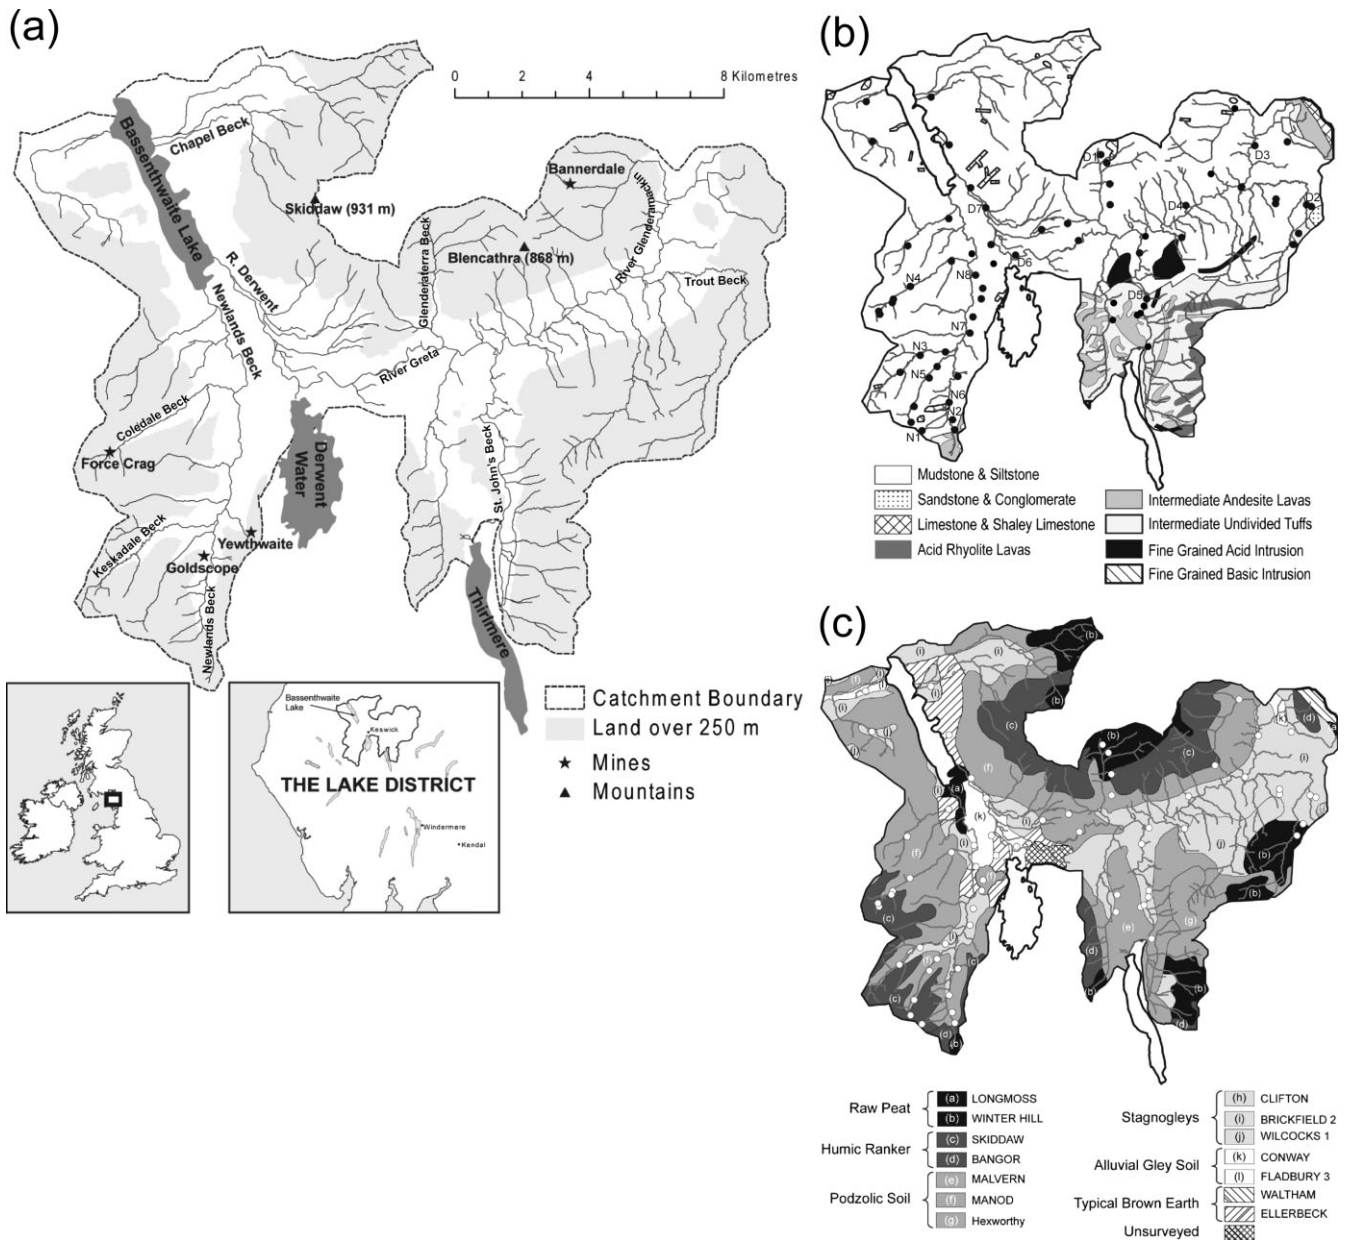 (a)
0 2 4 8 Kilometres
Bassenthwaite Lake
Chapel Beck
Skiddaw (931 m)
Bannerdale
Blencathra (868 m)
Glenderaterra Beck
River Glenderamackin
Trout Beck
R. Derwent
Newlands Beck
River Greta
Coledale Beck
Force Crag
Derwent
Water
St. John's Beck
Keskadale Beck
Yewthwaite
Goldscope
Newlands Beck
Thirlmere
Catchment Boundary
Land over 250 m
Mines
Mountains
Bassenthwaite
Lake
Keswick
THE LAKE DISTRICT
Windermere
Kendal
(b)
D1
D3
D2
D4
D7
D6
N4
N8
D5
N7
N3
N5
N6
N2
N1
Mudstone & Siltstone
Sandstone & Conglomerate
Limestone & Shaley Limestone
Acid Rhyolite Lavas
Intermediate Andesite Lavas
Intermediate Undivided Tuffs
Fine Grained Acid Intrusion
Fine Grained Basic Intrusion
(c)
(b)
(i)
(i)
(f)
(i)
(i)
(b)
(c)
(k)
(d)
(b)
(c)
(i)
(j)
(f)
(a)
(i)
(k)
(i)
(i)
(j)
(b)
(f)
(b)
(c)
(g)
(e)
(d)
(f)
(c)
(c)
(b)
(b)
(d)
(b)
(d)
Raw Peat
(a) LONGMOSS
(b) WINTER HILL
Humic Ranker
(c) SKIDDAW
(d) BANGOR
Podzolic Soil
(e) MALVERN
(f) MANOD
(g) Hexworthy
Stagnogleys
(h) CLIFTON
(i) BRICKFIELD 2
(j) WILCOCKS 1
Alluvial Gley Soil
(k) CONWAY
(l) FLADBURY 3
Typical Brown Earth
WALTHAM
ELLERBECK
Unsurveyed